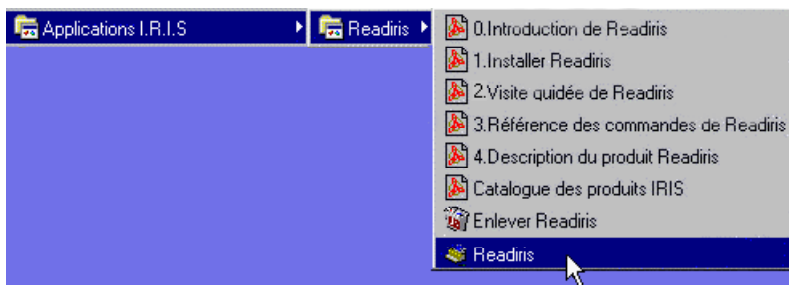 Applications I.R.I.S
Readiris
0.Introduction de Readiris
1.Installer Readiris
2.Visite guidée de Readiris
3.Référence des commandes de Readiris
4.Description du produit Readiris
Catalogue des produits IRIS
Enlever Readiris
Readiris